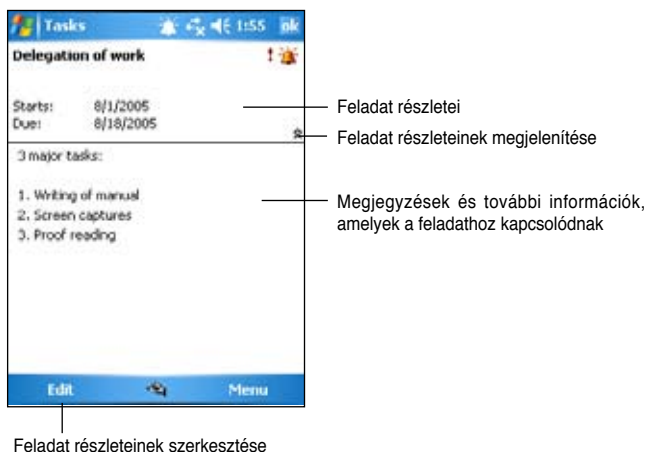 Tasks 1:55 ok
Delegation of work
Starts: 8/1/2005
Due: 8/18/2005
3 major tasks:
1. Writing of manual
2. Screen captures
3. Proof reading
Edit Menu
Feladat részletei
Feladat részleteinek megjelenítése
Megjegyzések és további információk,
amelyek a feladathoz kapcsolódnak
Feladat részleteinek szerkesztése